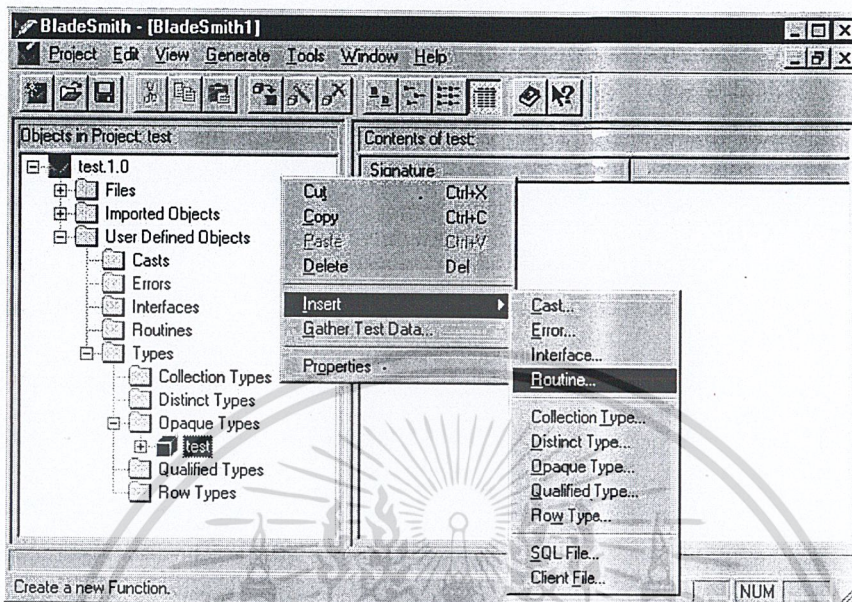 BladeSmith - [BladeSmith1]
Project Edit View Generate Tools Window Help
Objects in Project: test
test.1.0
Files
Imported Objects
User Defined Objects
Casts
Errors
Interfaces
Routines
Types
Collection Types
Distinct Types
Opaque Types
test
Qualified Types
Row Types
Contents of test:
Signature
Cut Ctrl+X
Copy Ctrl+C
Paste Ctrl+V
Delete Del
Insert
Gather Test Data...
Properties
Cast...
Error...
Interface...
Routine...
Collection Type...
Distinct Type...
Opaque Type...
Qualified Type...
Row Type...
SQL File...
Client File...
Create a new Function.
NUM